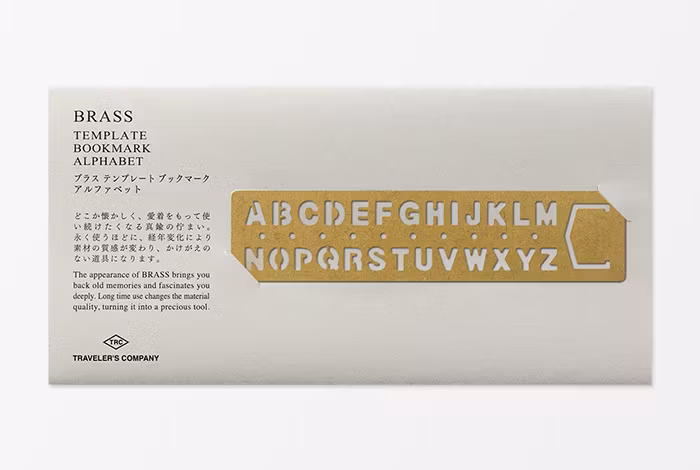 BRASS
TEMPLATE
BOOKMARK
ALPHABET
ブラス テンプレート ブックマーク
アルファベット
どこか懐かしく、愛着をもって使
い続けたくなる真鍮の佇まい。
永く使うほどに、経年変化により
素材の質感が変わり、かけがえの
ない道具になります。
The appearance of BRASS brings you
back old memories and fascinates you
deeply. Long time use changes the material
quality, turning it into a precious tool.
TRC
TRAVELER'S COMPANY
ABCDEFGHIJKLM
NOPQRSTUVWXYZ